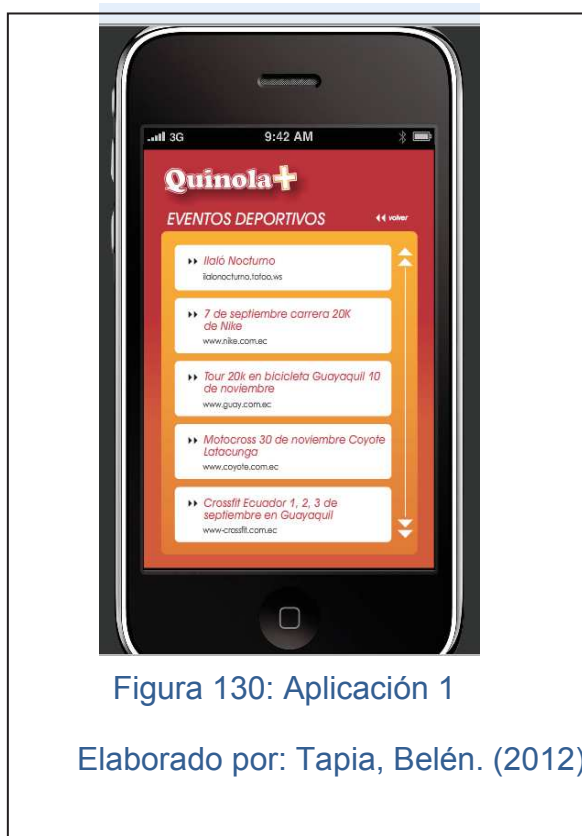 3G 9:42 AM
Quinola+
EVENTOS DEPORTIVOS volver
Ilaló Nocturno
ilalonocturno.totoo.ws
7 de septiembre carrera 20K
de Nike
www.nike.com.ec
Tour 20k en bicicleta Guayaquil 10
de noviembre
www.guay.com.ec
Motocross 30 de noviembre Coyote
Latacunga
www.coyote.com.ec
Crossfit Ecuador 1, 2, 3 de
septiembre en Guayaquil
www-crossfit.com.ec
Figura 130: Aplicación 1
Elaborado por: Tapia, Belén. (2012)